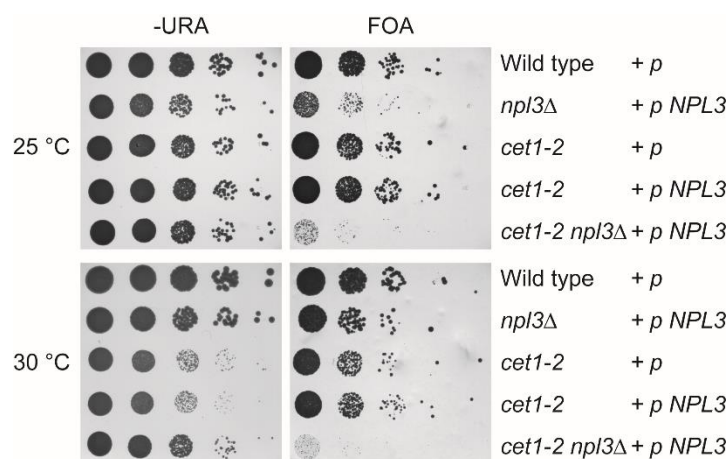 -URA FOA
25 °C
Wild type + p
npl3Δ + p NPL3
cet1-2 + p
cet1-2 + p NPL3
cet1-2 npl3Δ + p NPL3
30 °C
Wild type + p
npl3Δ + p NPL3
cet1-2 + p
cet1-2 + p NPL3
cet1-2 npl3Δ + p NPL3